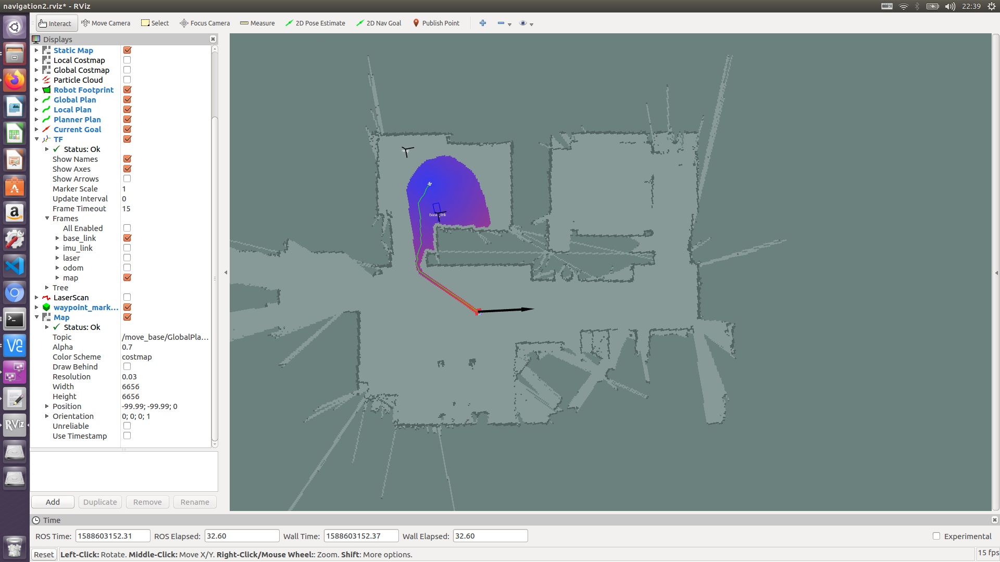 navigation2.rviz* - RViz
22:39
Interact
Move Camera
Select
Focus Camera
Measure
2D Pose Estimate
2D Nav Goal
Publish Point
Displays
Static Map
Local Costmap
Global Costmap
Particle Cloud
Robot Footprint
Global Plan
Local Plan
Planner Plan
Current Goal
TF
Status: Ok
Show Names
Show Axes
Show Arrows
Marker Scale 1
Update Interval 0
Frame Timeout 15
Frames
All Enabled
base_link
imu_link
laser
odom
map
Tree
LaserScan
waypoint_mark...
Map
Status: Ok
Topic /move_base/GlobalPla...
Alpha 0.7
Color Scheme costmap
Draw Behind
Resolution 0.03
Width 6656
Height 6656
Position -99.99; -99.99; 0
Orientation 0; 0; 0; 1
Unreliable
Use Timestamp
map
base_link
Add
Duplicate
Remove
Rename
Time
ROS Time: 1588603152.31 ROS Elapsed: 32.60 Wall Time: 1588603152.37 Wall Elapsed: 32.60 Experimental
Reset Left-Click: Rotate. Middle-Click: Move X/Y. Right-Click/Mouse Wheel:: Zoom. Shift: More options. 15 fps
RViz